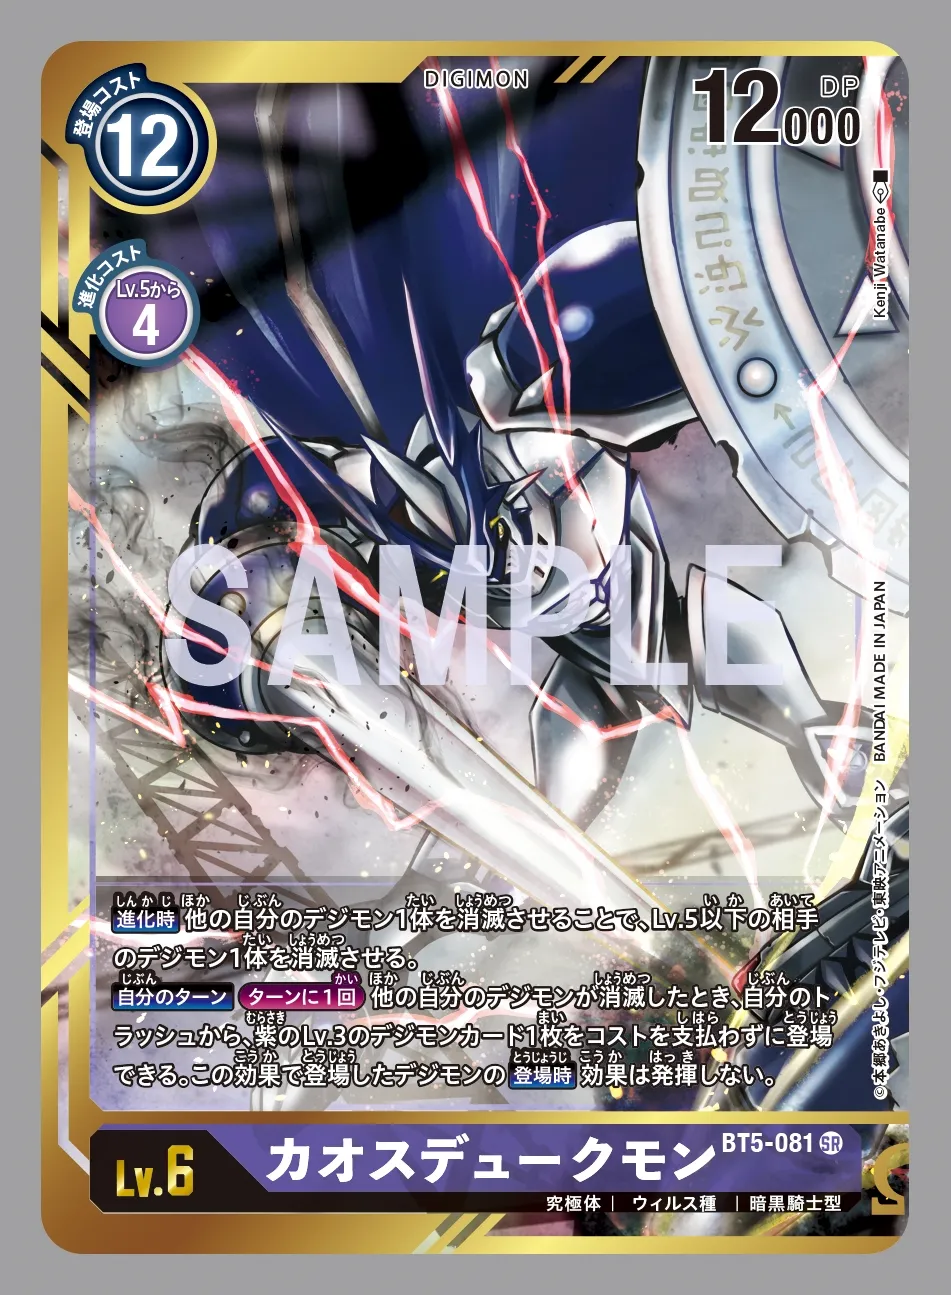 DIGIMON
登場コスト
12
DP
12000
進化コスト
Lv.5から
4
Kenji Watanabe
SAMPLE
BANDAI MADE IN JAPAN
©本郷あきよし・フジテレビ・東映アニメーション
進化時 他の自分のデジモン1体を消滅させることで、Lv.5以下の相手
のデジモン1体を消滅させる。
自分のターン ターンに1回 他の自分のデジモンが消滅したとき、自分のト
ラッシュから、紫のLv.3のデジモンカード1枚をコストを支払わずに登場
できる。この効果で登場したデジモンの 登場時 効果は発揮しない。
Lv.6
カオスデュークモン
BT5-081 SR
究極体 | ウィルス種 | 暗黒騎士型